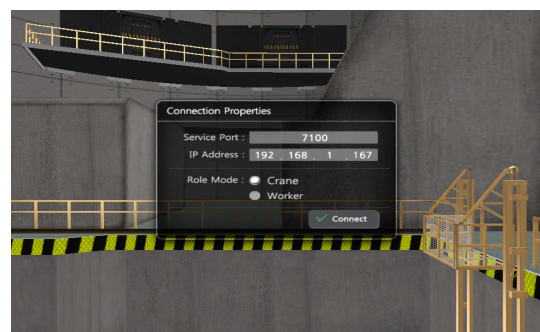 Connection Properties
Service Port : 7100
IP Address : 192 . 168 . 1 . 167
Role Mode : Crane
Worker
Connect